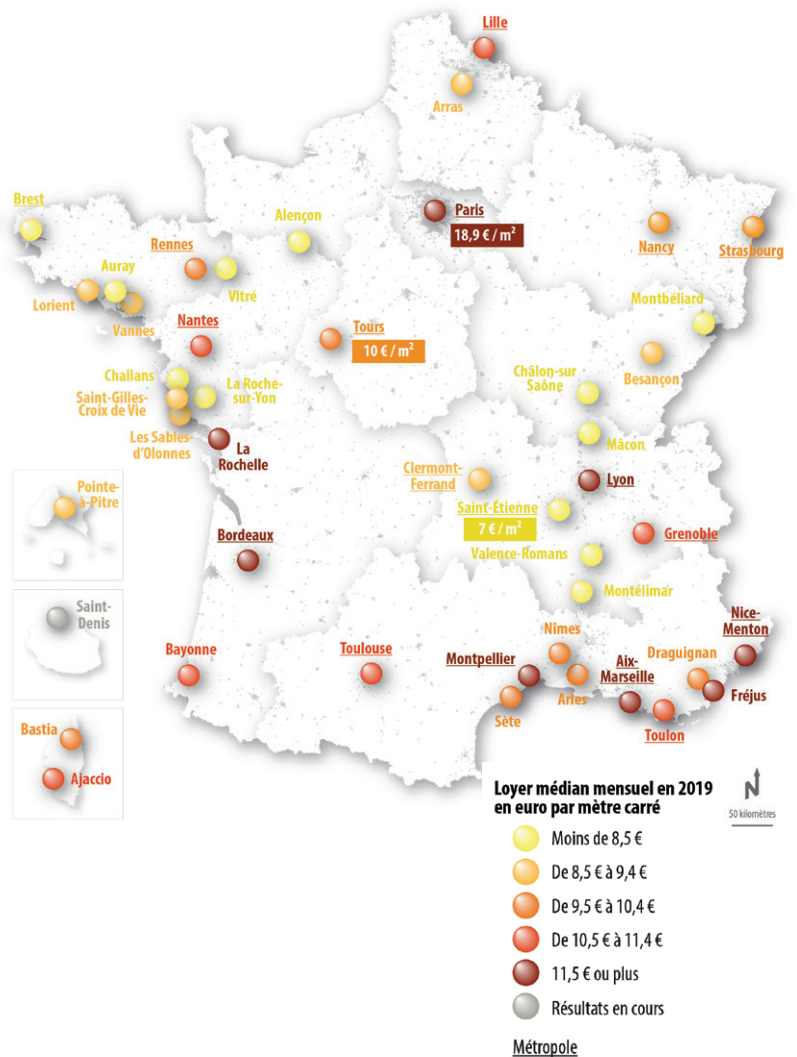 Lille
Arras
Brest
Alençon
Paris
18,9 € / m²
Nancy
Strasbourg
Rennes
Auray
Vitré
Lorient
Vannes
Montbéliard
Nantes
Tours
10 € / m²
Besançon
Challans
La Roche-
sur-Yon
Châlon-sur
Saône
Saint-Gilles-
Croix de Vie
Les Sables-
d'Olonnes
La
Rochelle
Mâcon
Clermont-
Ferrand
Lyon
Pointe-
à-Pitre
Saint-Étienne
7 € / m²
Bordeaux
Grenoble
Valence-Romans
Montélimar
Saint-
Denis
Nice-
Menton
Nîmes
Bayonne
Toulouse
Montpellier
Aix-
Marseille
Draguignan
Arles
Fréjus
Sète
Toulon
Bastia
Ajaccio
Loyer médian mensuel en 2019
en euro par mètre carré
N
50 kilomètres
Moins de 8,5 €
De 8,5 € à 9,4 €
De 9,5 € à 10,4 €
De 10,5 € à 11,4 €
11,5 € ou plus
Résultats en cours
Métropole